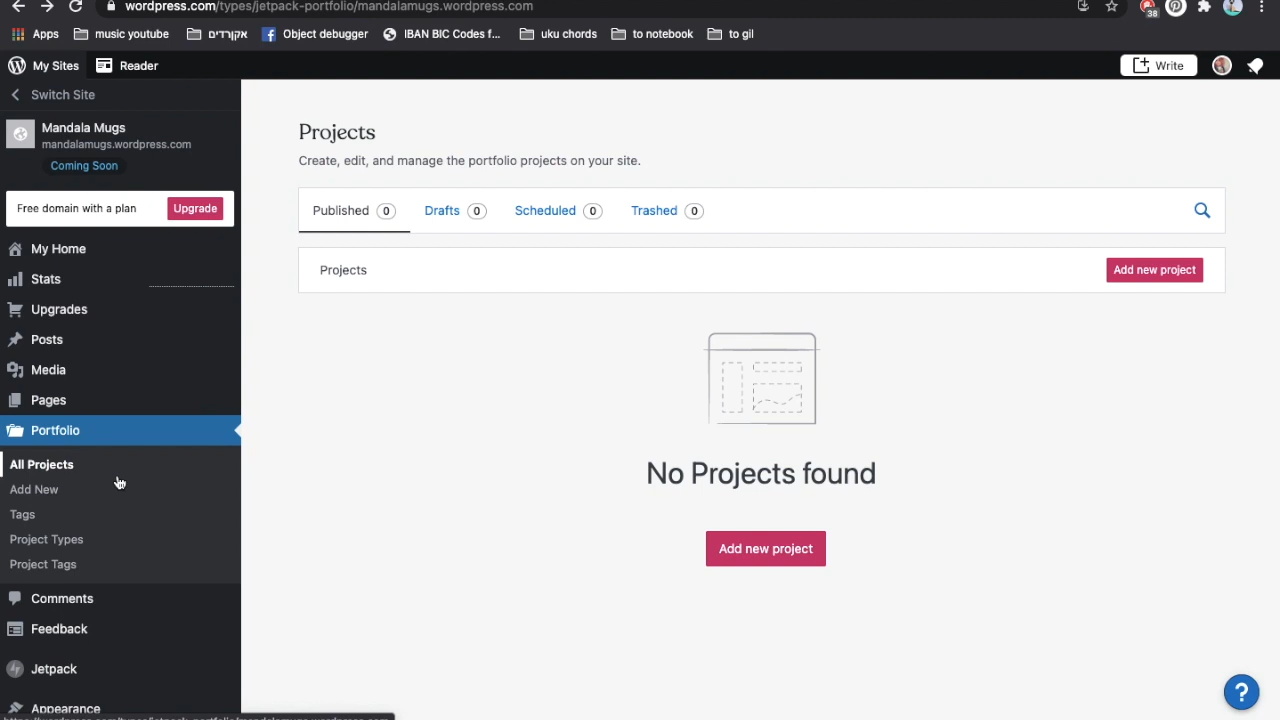 wordpress.com/types/jetpack-portfolio/mandalamugs.wordpress.com
38
Apps music youtube אקורדים Object debugger IBAN BIC Codes f... uku chords to notebook to gil
My Sites Reader Write
Switch Site
Mandala Mugs
mandalamugs.wordpress.com
Coming Soon
Free domain with a plan Upgrade
My Home
Stats
Upgrades
Posts
Media
Pages
Portfolio
All Projects
Add New
Tags
Project Types
Project Tags
Comments
Feedback
Jetpack
Appearance
Projects
Create, edit, and manage the portfolio projects on your site.
Published 0 Drafts 0 Scheduled 0 Trashed 0
Projects Add new project
No Projects found
Add new project
?